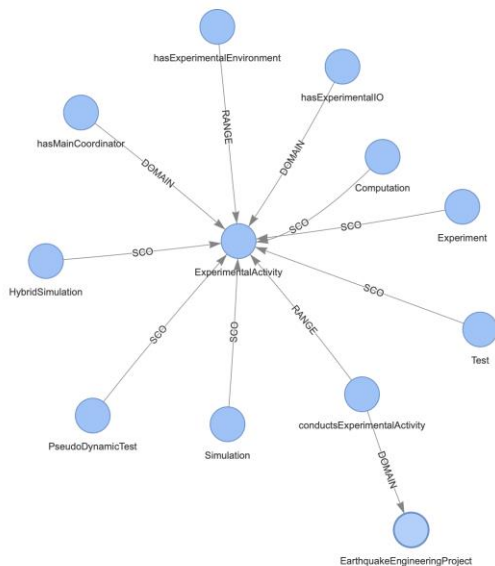 hasExperimentalEnvironment
hasExperimentalIO
hasMainCoordinator
RANGE
DOMAIN
DOMAIN
Computation
Experiment
SCO
SCO
ExperimentalActivity
SCO
HybridSimulation
SCO
RANGE
SCO
SCO
Test
conductsExperimentalActivity
PseudoDynamicTest
Simulation
DOMAIN
EarthquakeEngineeringProject